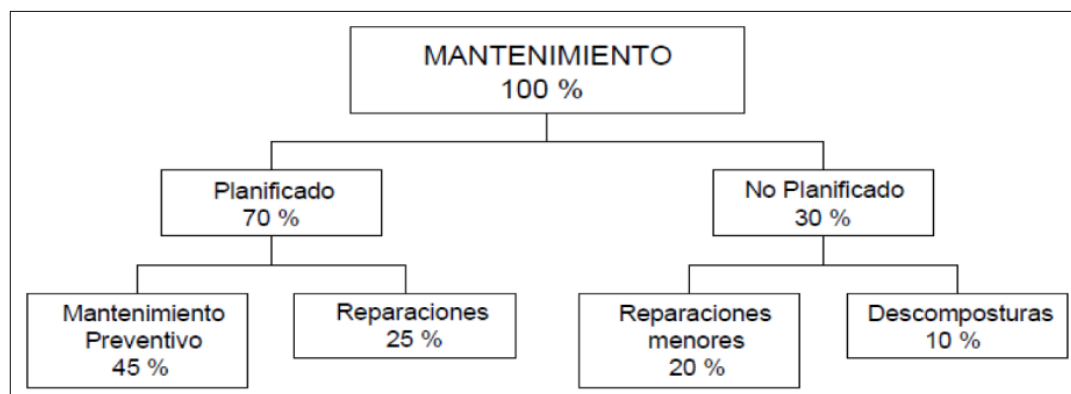 MANTENIMIENTO
100 %
Planificado
70 %
No Planificado
30 %
Mantenimiento
Preventivo
45 %
Reparaciones
25 %
Reparaciones
menores
20 %
Descomposturas
10 %